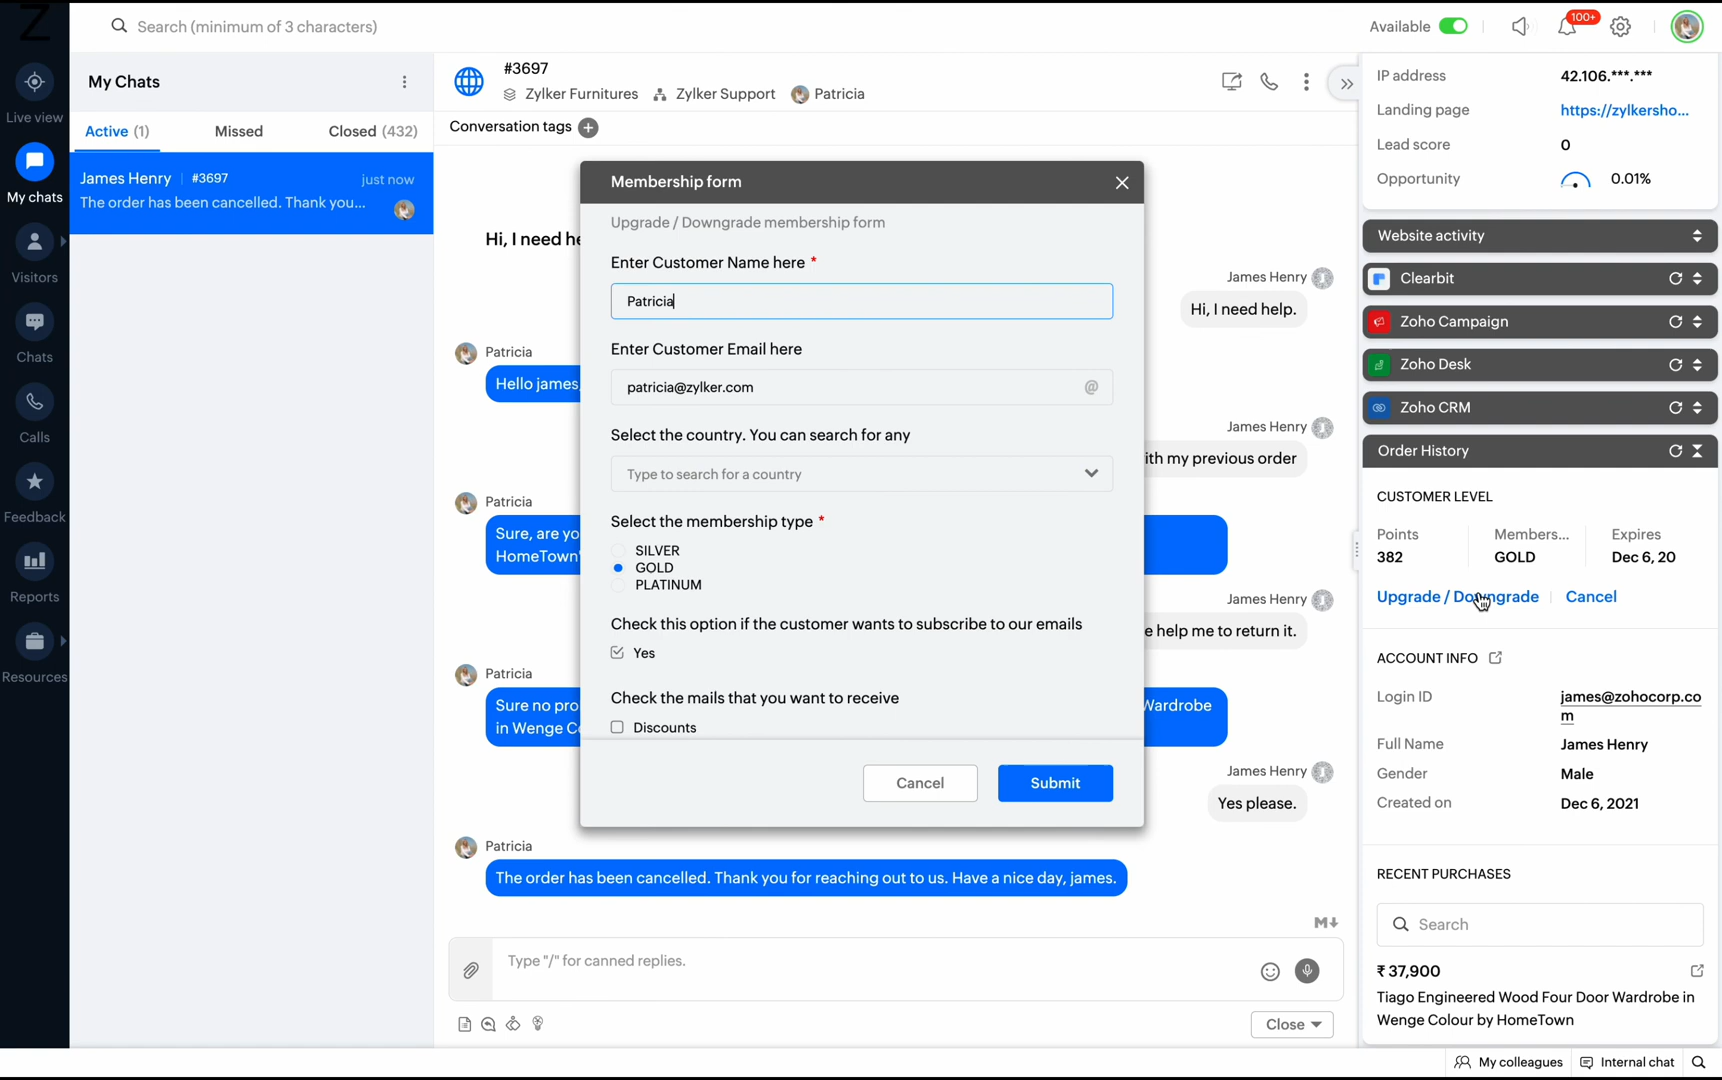 Z
Search (minimum of 3 characters)
Available
100+
Live view
My chats
Visitors
Chats
Calls
Feedback
Reports
Resources
My Chats
Active (1)
Missed
Closed (432)
James Henry
#3697
just now
The order has been cancelled. Thank you...
#3697
Zylker Furnitures
Zylker Support
Patricia
Conversation tags
Hi, I need he
James Henry
Hi, I need help.
Patricia
Hello james,
James Henry
ith my previous order
Patricia
Sure, are yo
HomeTown'
James Henry
e help me to return it.
Patricia
Sure no pro
Wardrobe
in Wenge Co
James Henry
Yes please.
Patricia
The order has been cancelled. Thank you for reaching out to us. Have a nice day, james.
M
Type "/" for canned replies.
Close
Membership form
Upgrade / Downgrade membership form
Enter Customer Name here *
Patricia
Enter Customer Email here
patricia@zylker.com
@
Select the country. You can search for any
Type to search for a country
Select the membership type *
SILVER
GOLD
PLATINUM
Check this option if the customer wants to subscribe to our emails
Yes
Check the mails that you want to receive
Discounts
Cancel
Submit
IP address
42.106.***.***
Landing page
https://zylkersho...
Lead score
0
Opportunity
0.01%
Website activity
Clearbit
Zoho Campaign
Zoho Desk
Zoho CRM
Order History
CUSTOMER LEVEL
Points
Members...
Expires
382
GOLD
Dec 6, 20
Upgrade / Downgrade
Cancel
ACCOUNT INFO
Login ID
james@zohocorp.co
m
Full Name
James Henry
Gender
Male
Created on
Dec 6, 2021
RECENT PURCHASES
Search
₹ 37,900
Tiago Engineered Wood Four Door Wardrobe in
Wenge Colour by HomeTown
My colleagues
Internal chat